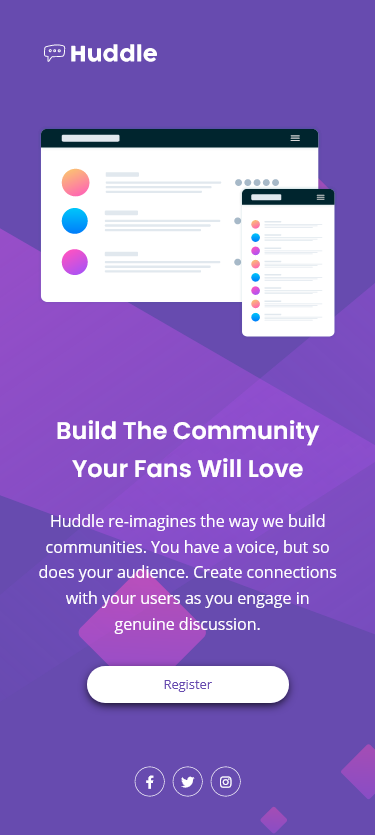 Huddle
Build The Community
Your Fans Will Love
Huddle re-imagines the way we build
communities. You have a voice, but so
does your audience. Create connections
with your users as you engage in
genuine discussion.
Register